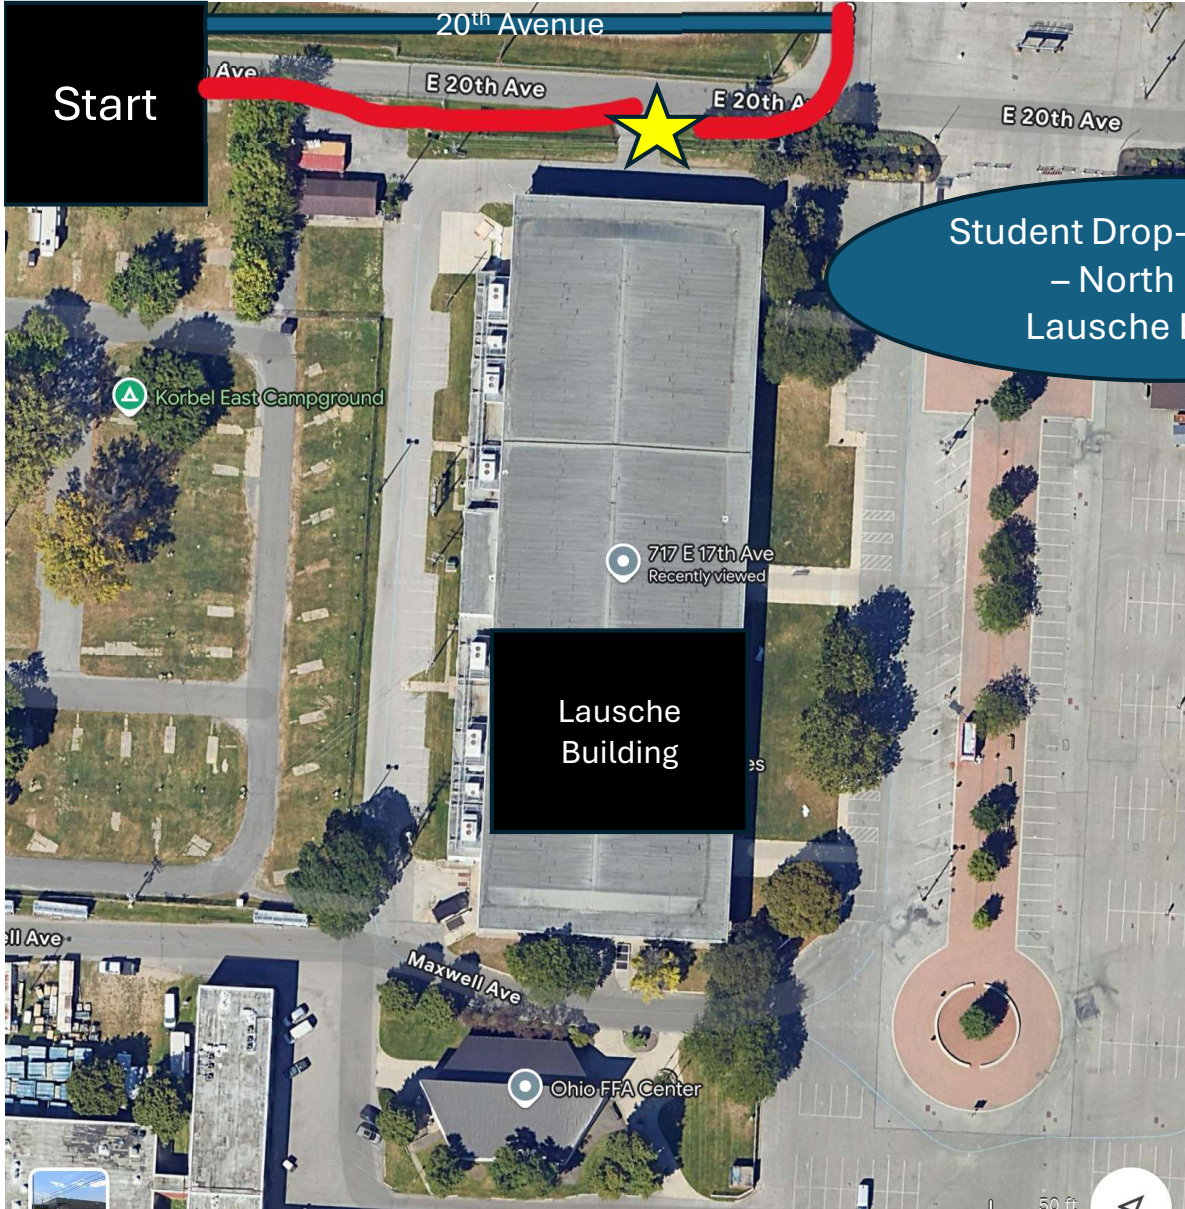 20th Avenue
Start
Ave
E 20th Ave
E 20th A
E 20th Ave
Student Drop-
– North
Lausche
Korbel East Campground
717 E 17th Ave
Recently viewed
Lausche
Building
es
ell Ave
Maxwell Ave
Ohio FFA Center
50 ft